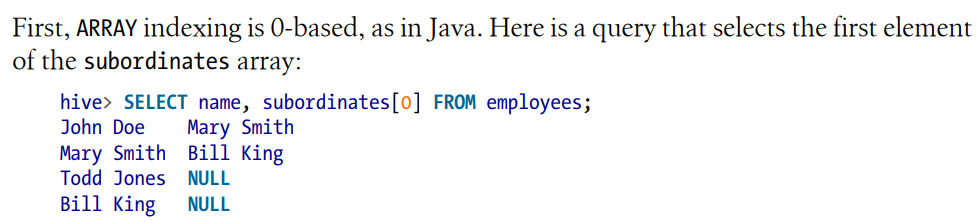 First, ARRAY indexing is 0-based, as in Java. Here is a query that selects the first element
of the subordinates array:
hive> SELECT name, subordinates[0] FROM employees;
John Doe    Mary Smith
Mary Smith  Bill King
Todd Jones  NULL
Bill King   NULL